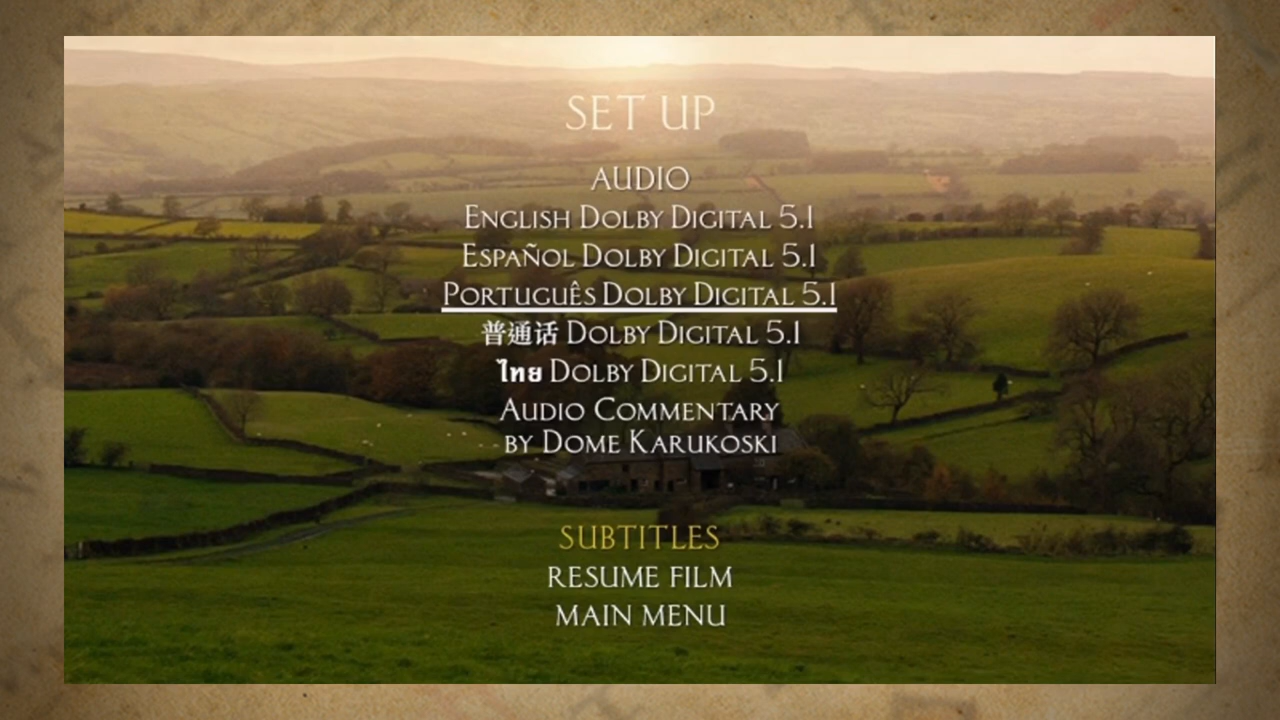 SET UP
AUDIO
ENGLISH DOLBY DIGITAL 5.1
ESPAÑOL DOLBY DIGITAL 5.1
PORTUGUÊS DOLBY DIGITAL 5.1
普通话 DOLBY DIGITAL 5.1
ไทย DOLBY DIGITAL 5.1
AUDIO COMMENTARY
BY DOME KARUKOSKI
SUBTITLES
RESUME FILM
MAIN MENU